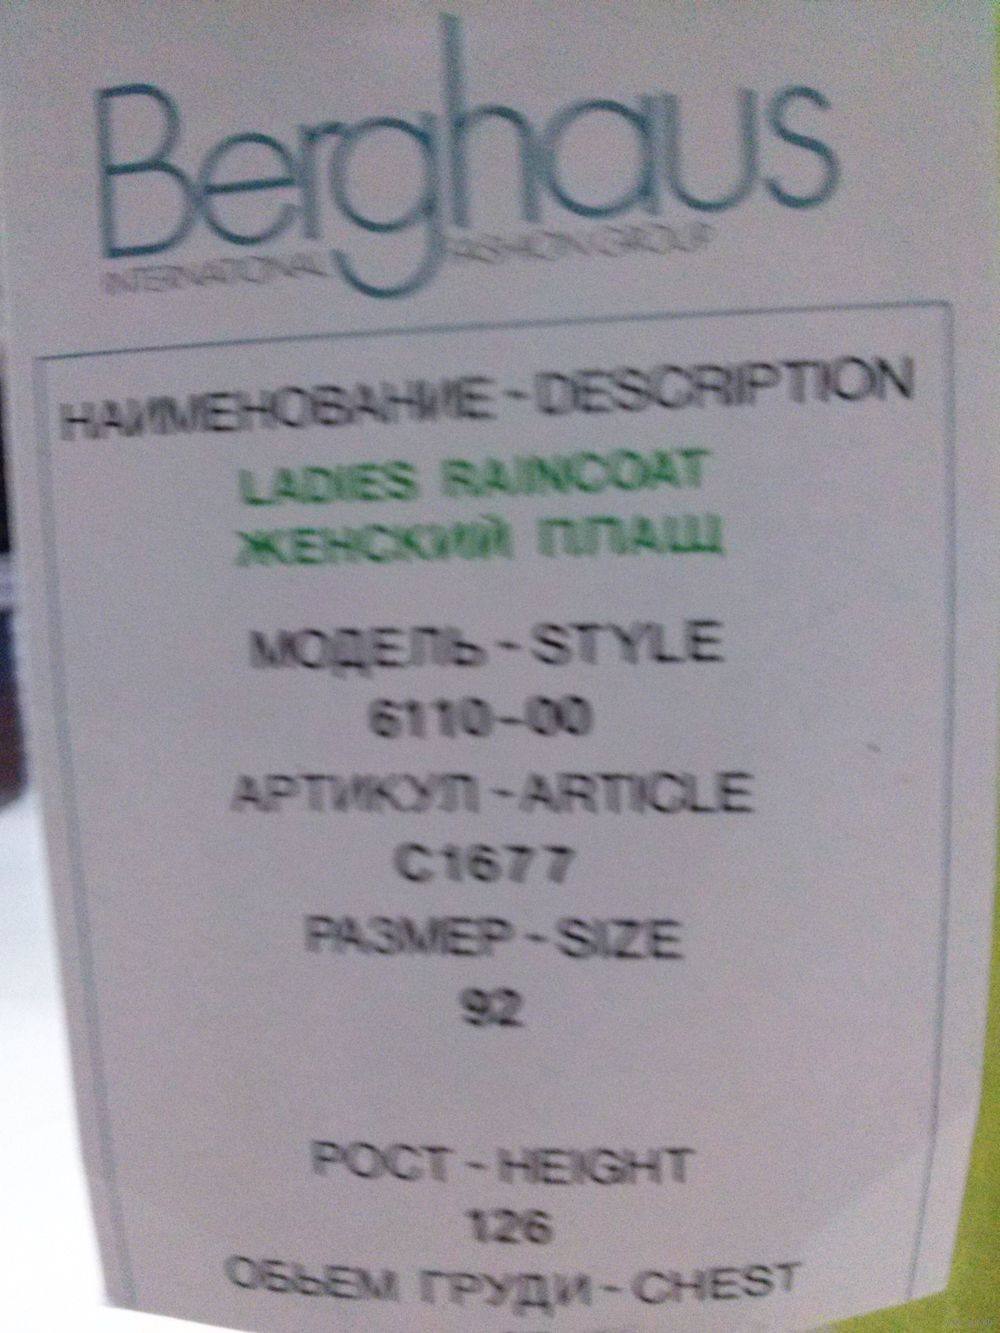 Berghaus
INTERNATIONAL FASHION GROUP
НАИМЕНОВАНИЕ - DESCRIPTION
LADIES RAINCOAT
ЖЕНСКИЙ ПЛАЩ
МОДЕЛЬ - STYLE
6110-00
АРТИКУЛ - ARTICLE
C1677
РАЗМЕР - SIZE
92
РОСТ - HEIGHT
126
ОБЬЕМ ГРУДИ - CHEST